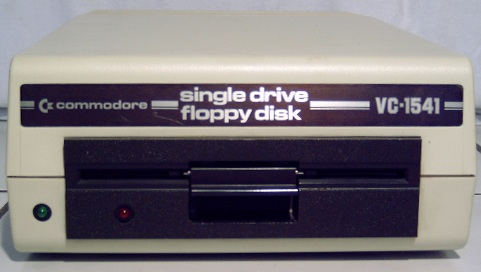 commodore
single drive
floppy disk
VC-1541